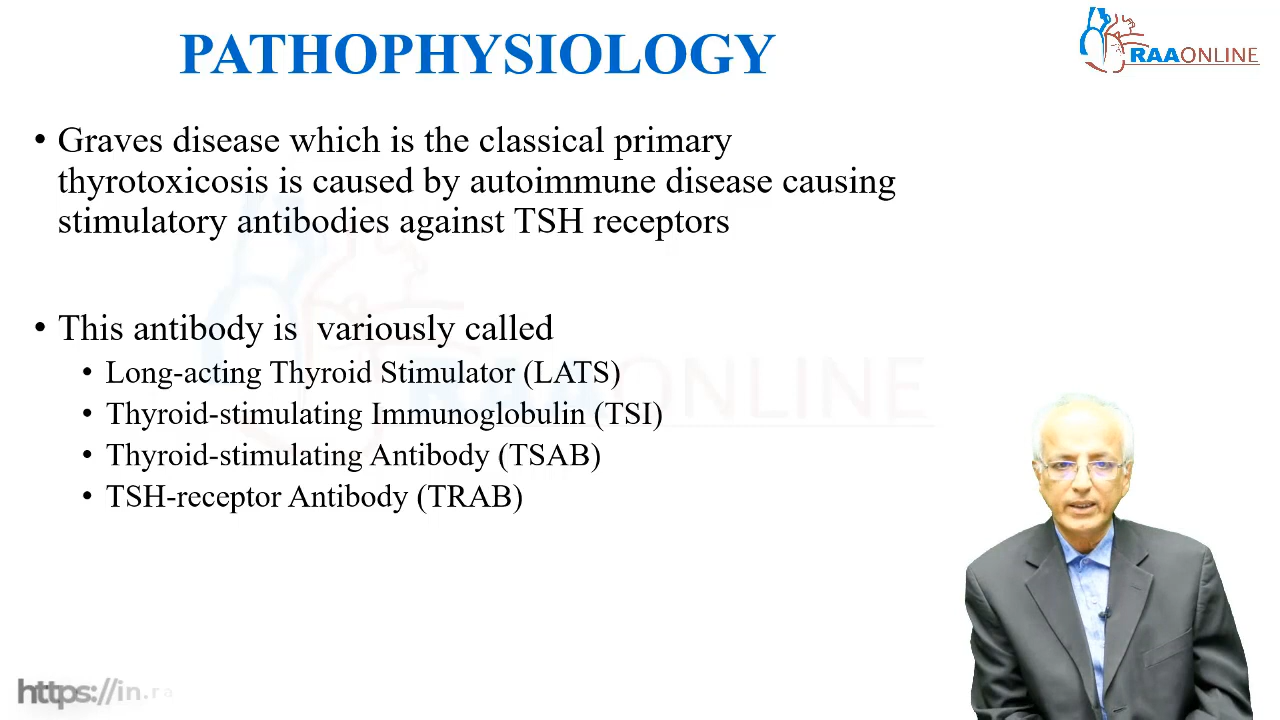 PATHOPHYSIOLOGY
RAAONLINE
• Graves disease which is the classical primary
thyrotoxicosis is caused by autoimmune disease causing
stimulatory antibodies against TSH receptors
• This antibody is variously called
• Long-acting Thyroid Stimulator (LATS)
• Thyroid-stimulating Immunoglobulin (TSI)
• Thyroid-stimulating Antibody (TSAB)
• TSH-receptor Antibody (TRAB)
RAAONLINE
https://in.ra